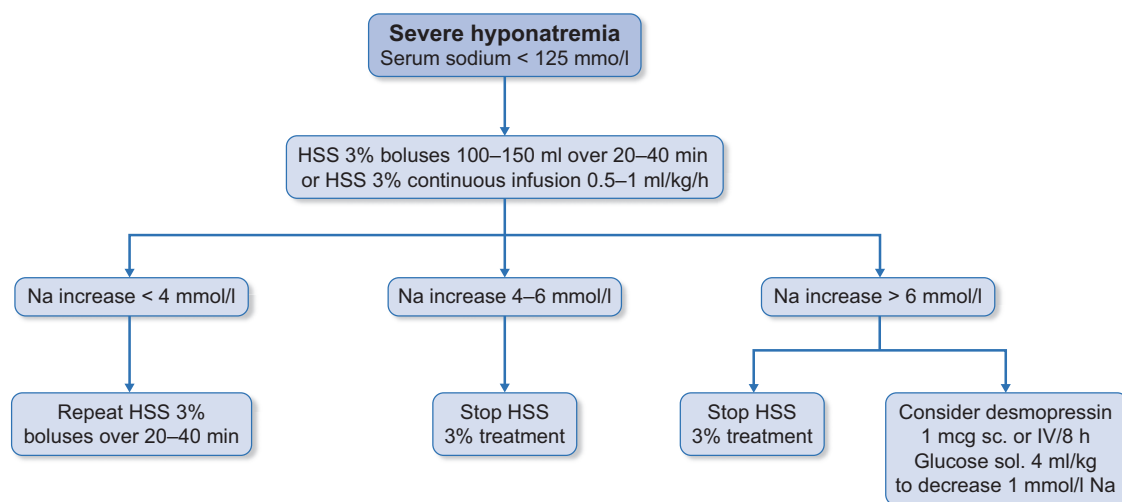 Severe hyponatremia
Serum sodium < 125 mmo/l
HSS 3% boluses 100–150 ml over 20–40 min
or HSS 3% continuous infusion 0.5–1 ml/kg/h
Na increase < 4 mmol/l
Na increase 4–6 mmol/l
Na increase > 6 mmol/l
Repeat HSS 3%
boluses over 20–40 min
Stop HSS
3% treatment
Stop HSS
3% treatment
Consider desmopressin
1 mcg sc. or IV/8 h
Glucose sol. 4 ml/kg
to decrease 1 mmol/l Na